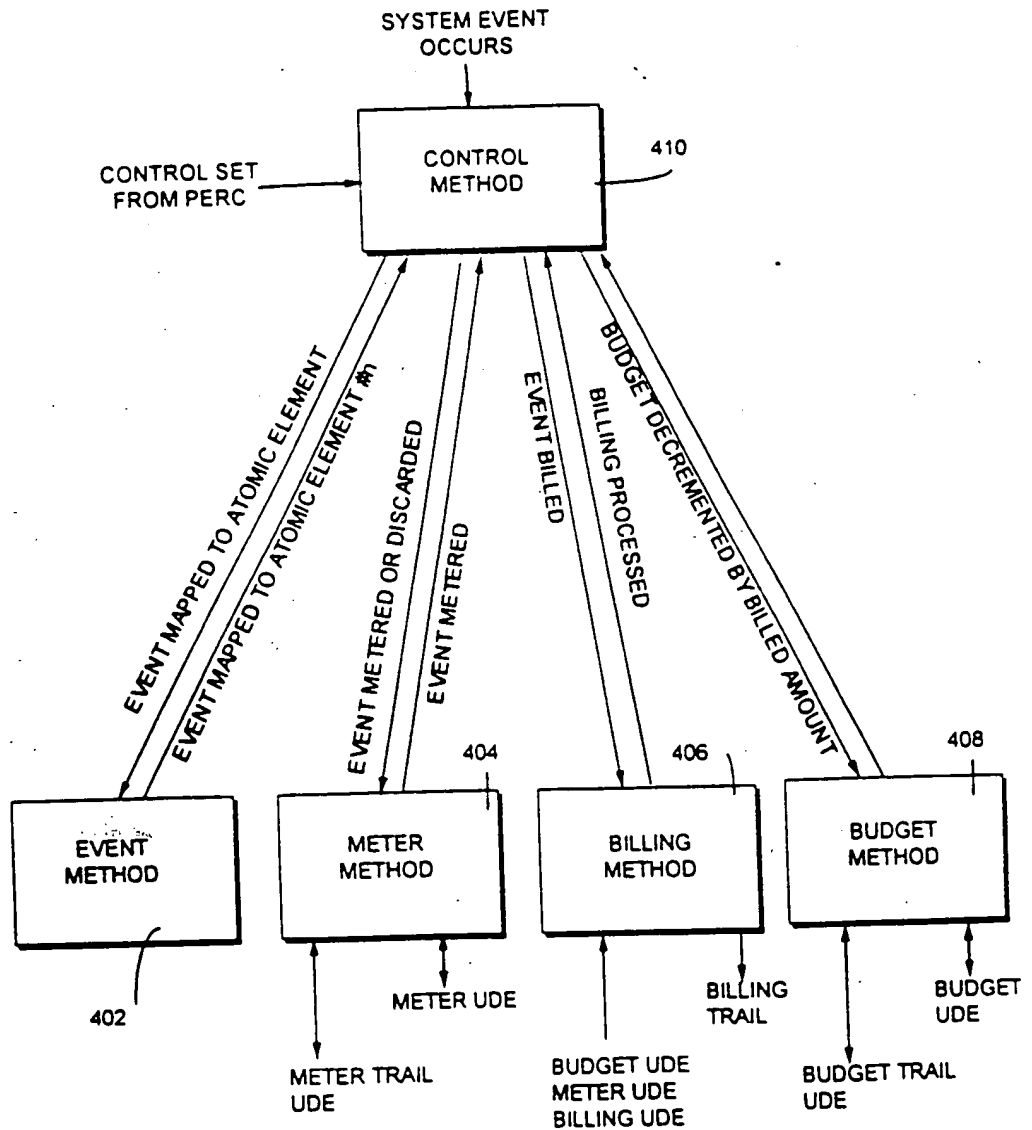 SYSTEM EVENT
OCCURS
CONTROL
METHOD
410
CONTROL SET
FROM PERC
EVENT MAPPED TO ATOMIC ELEMENT
EVENT MAPPED TO ATOMIC ELEMENT
EVENT METERED OR DISCARDED
EVENT METERED
EVENT BILLED
BILLING PROCESSED
BUDGET DECREMENTED BY BILLED AMOUNT
404
406
408
EVENT
METHOD
METER
METHOD
BILLING
METHOD
BUDGET
METHOD
402
METER UDE
BILLING
TRAIL
BUDGET
UDE
METER TRAIL
UDE
BUDGET UDE
METER UDE
BILLING UDE
BUDGET TRAIL
UDE